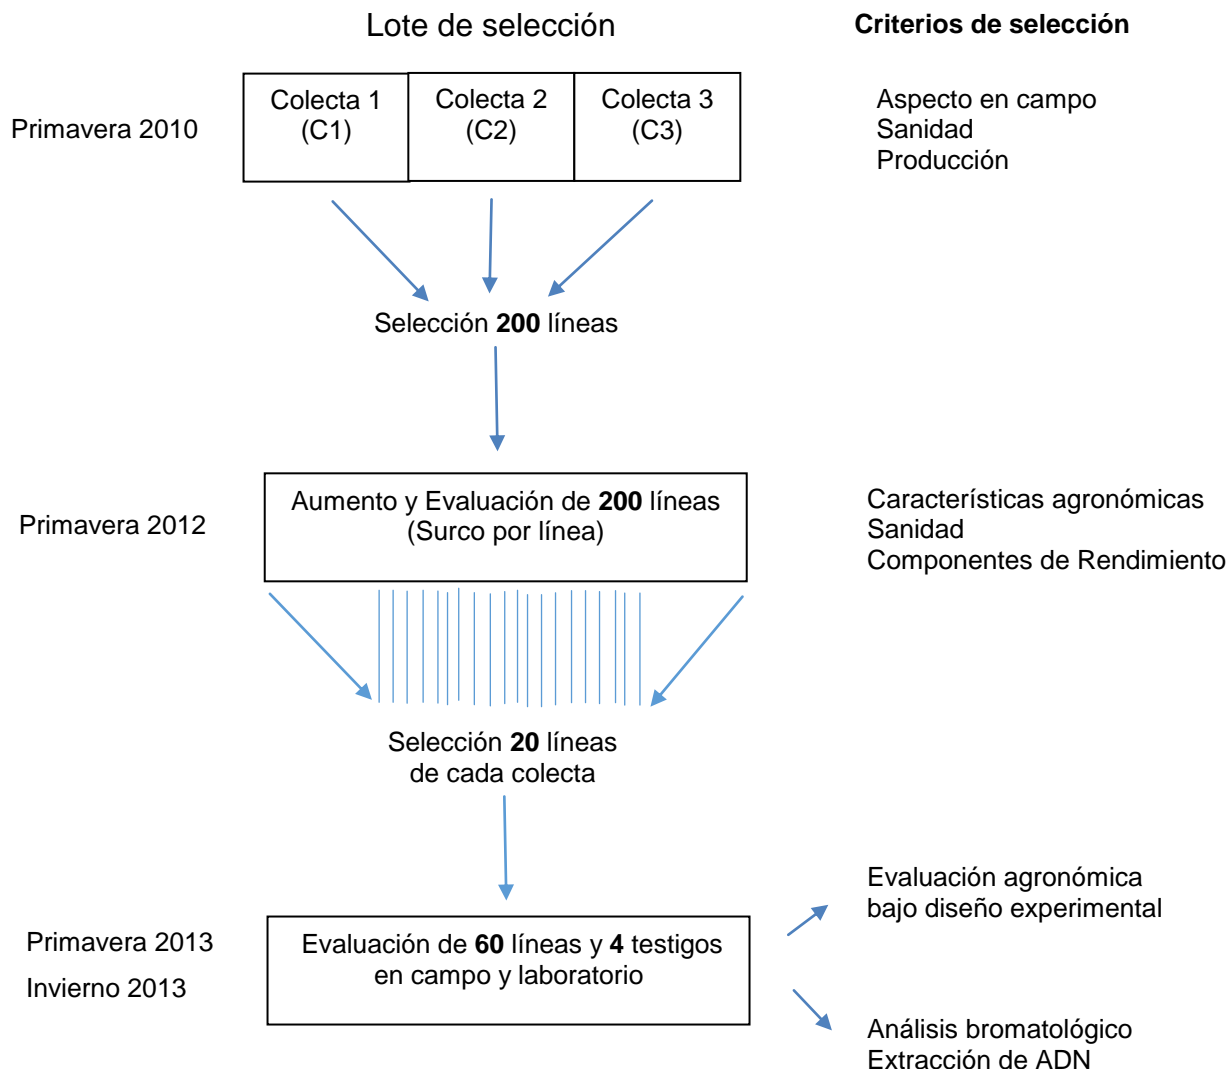 Lote de selección
Criterios de selección
Primavera 2010
Colecta 1
(C1)
Colecta 2
(C2)
Colecta 3
(C3)
Aspecto en campo
Sanidad
Producción
Selección 200 líneas
Primavera 2012
Aumento y Evaluación de 200 líneas
(Surco por línea)
Características agronómicas
Sanidad
Componentes de Rendimiento
Selección 20 líneas
de cada colecta
Primavera 2013
Invierno 2013
Evaluación de 60 líneas y 4 testigos
en campo y laboratorio
Evaluación agronómica
bajo diseño experimental
Análisis bromatológico
Extracción de ADN